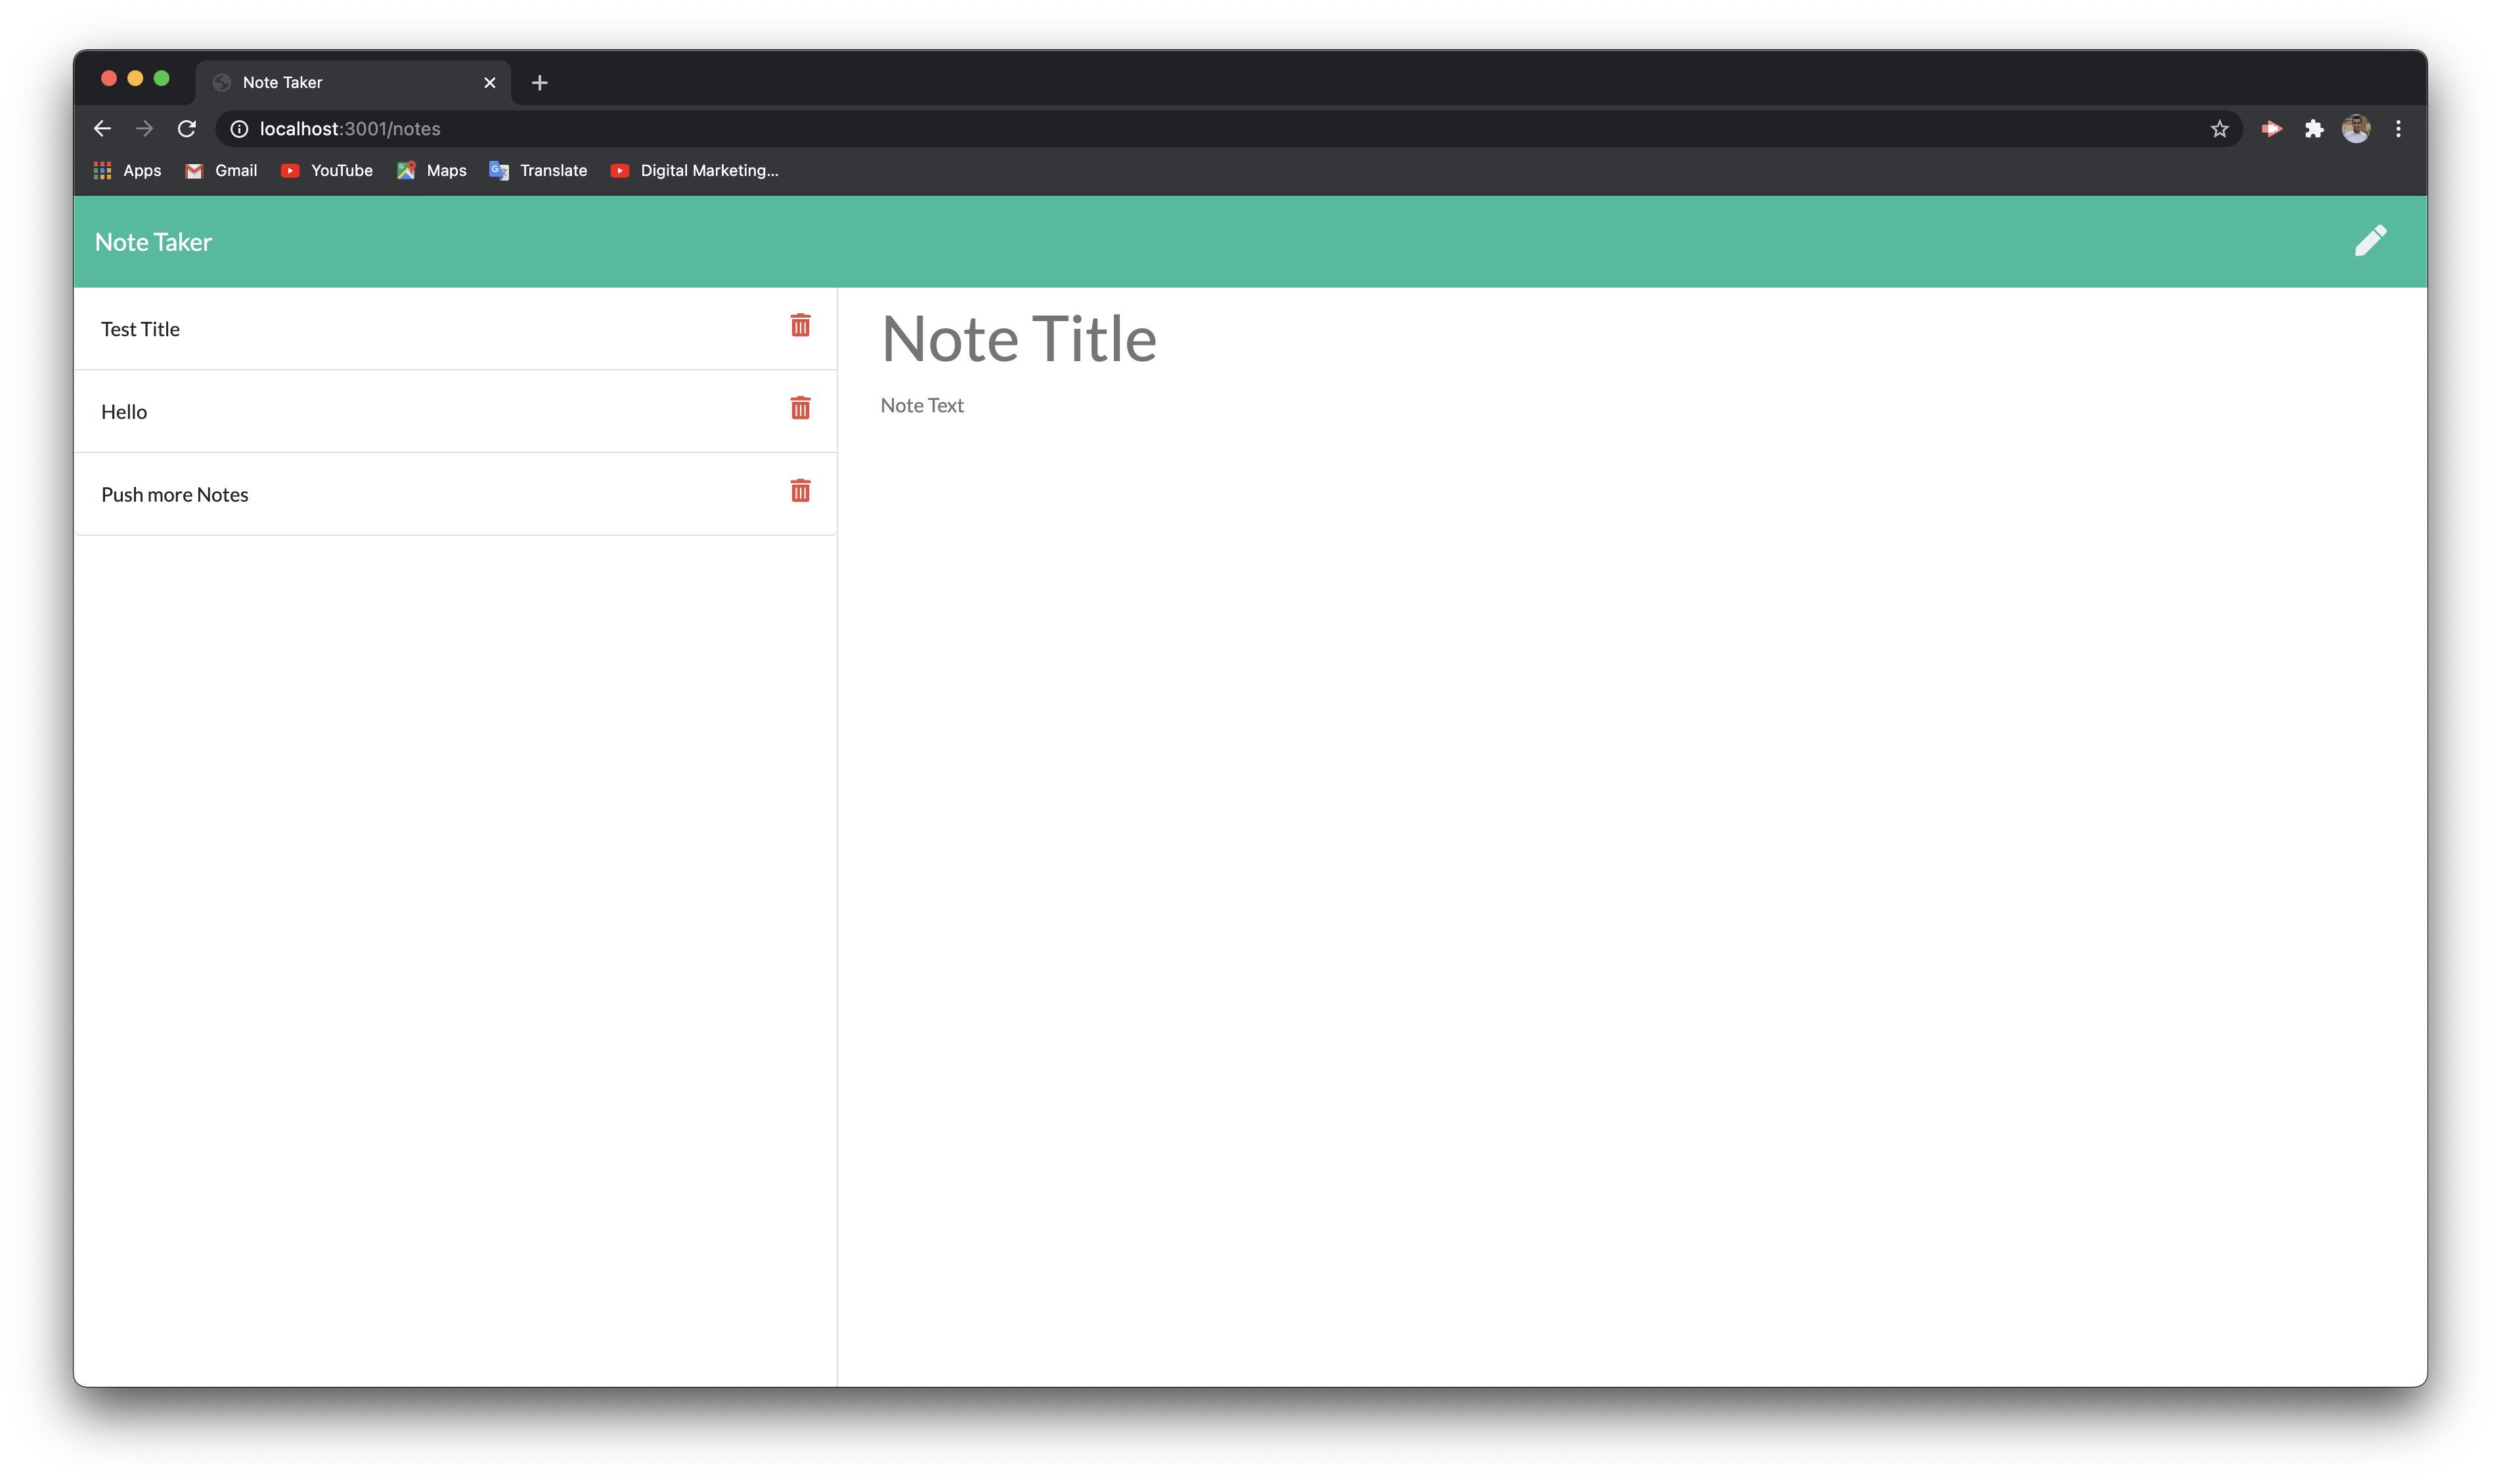 Note Taker
localhost:3001/notes
Apps Gmail YouTube Maps Translate Digital Marketing...
Note Taker
Test Title
Hello
Push more Notes
Note Title
Note Text